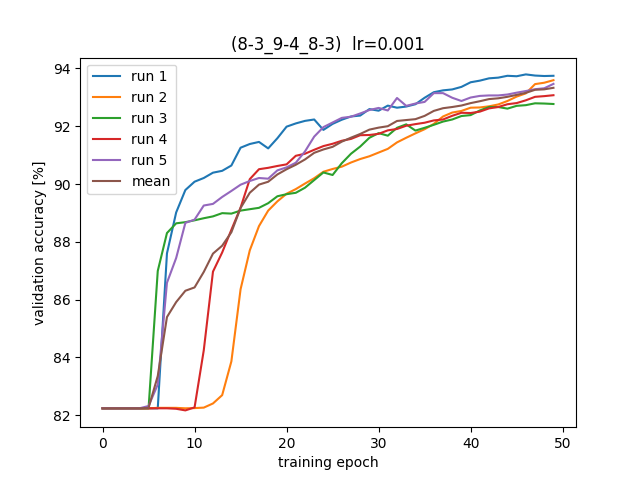 (8-3_9-4_8-3)  lr=0.001
validation accuracy [%]
94
92
90
88
86
84
82
run 1
run 2
run 3
run 4
run 5
mean
0 10 20 30 40 50
training epoch